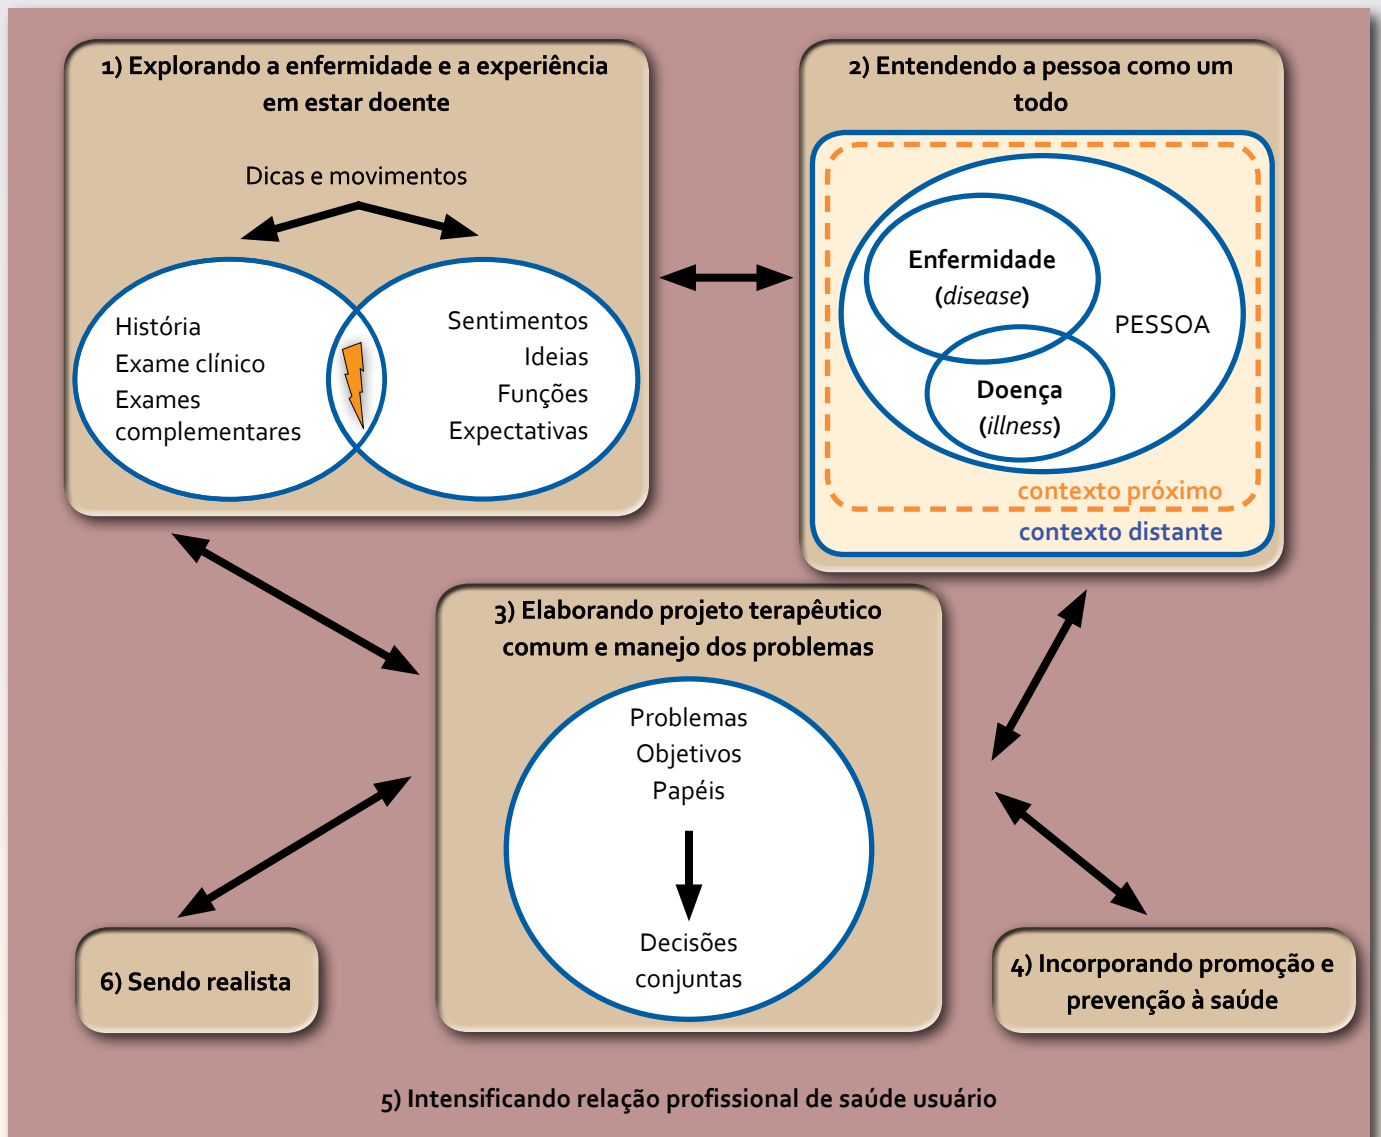 1) Explorando a enfermidade e a experiência
em estar doente
Dicas e movimentos
História
Exame clínico
Exames
complementares
Sentimentos
Ideias
Funções
Expectativas
2) Entendendo a pessoa como um
todo
Enfermidade
(disease)
PESSOA
Doença
(illness)
contexto próximo
contexto distante
3) Elaborando projeto terapêutico
comum e manejo dos problemas
Problemas
Objetivos
Papéis
Decisões
conjuntas
6) Sendo realista
4) Incorporando promoção e
prevenção à saúde
5) Intensificando relação profissional de saúde usuário